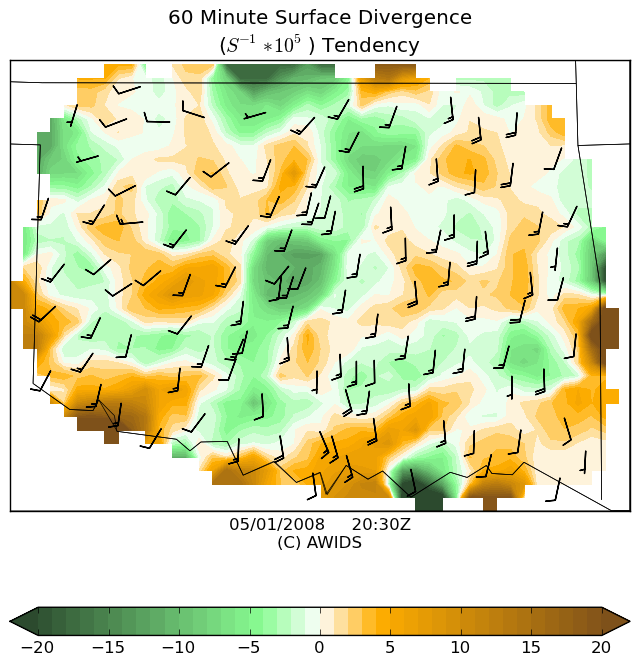 60 Minute Surface Divergence
(S⁻¹ *10⁵ ) Tendency
05/01/2008 20:30Z
(C) AWIDS
−20 −15 −10 −5 0 5 10 15 20